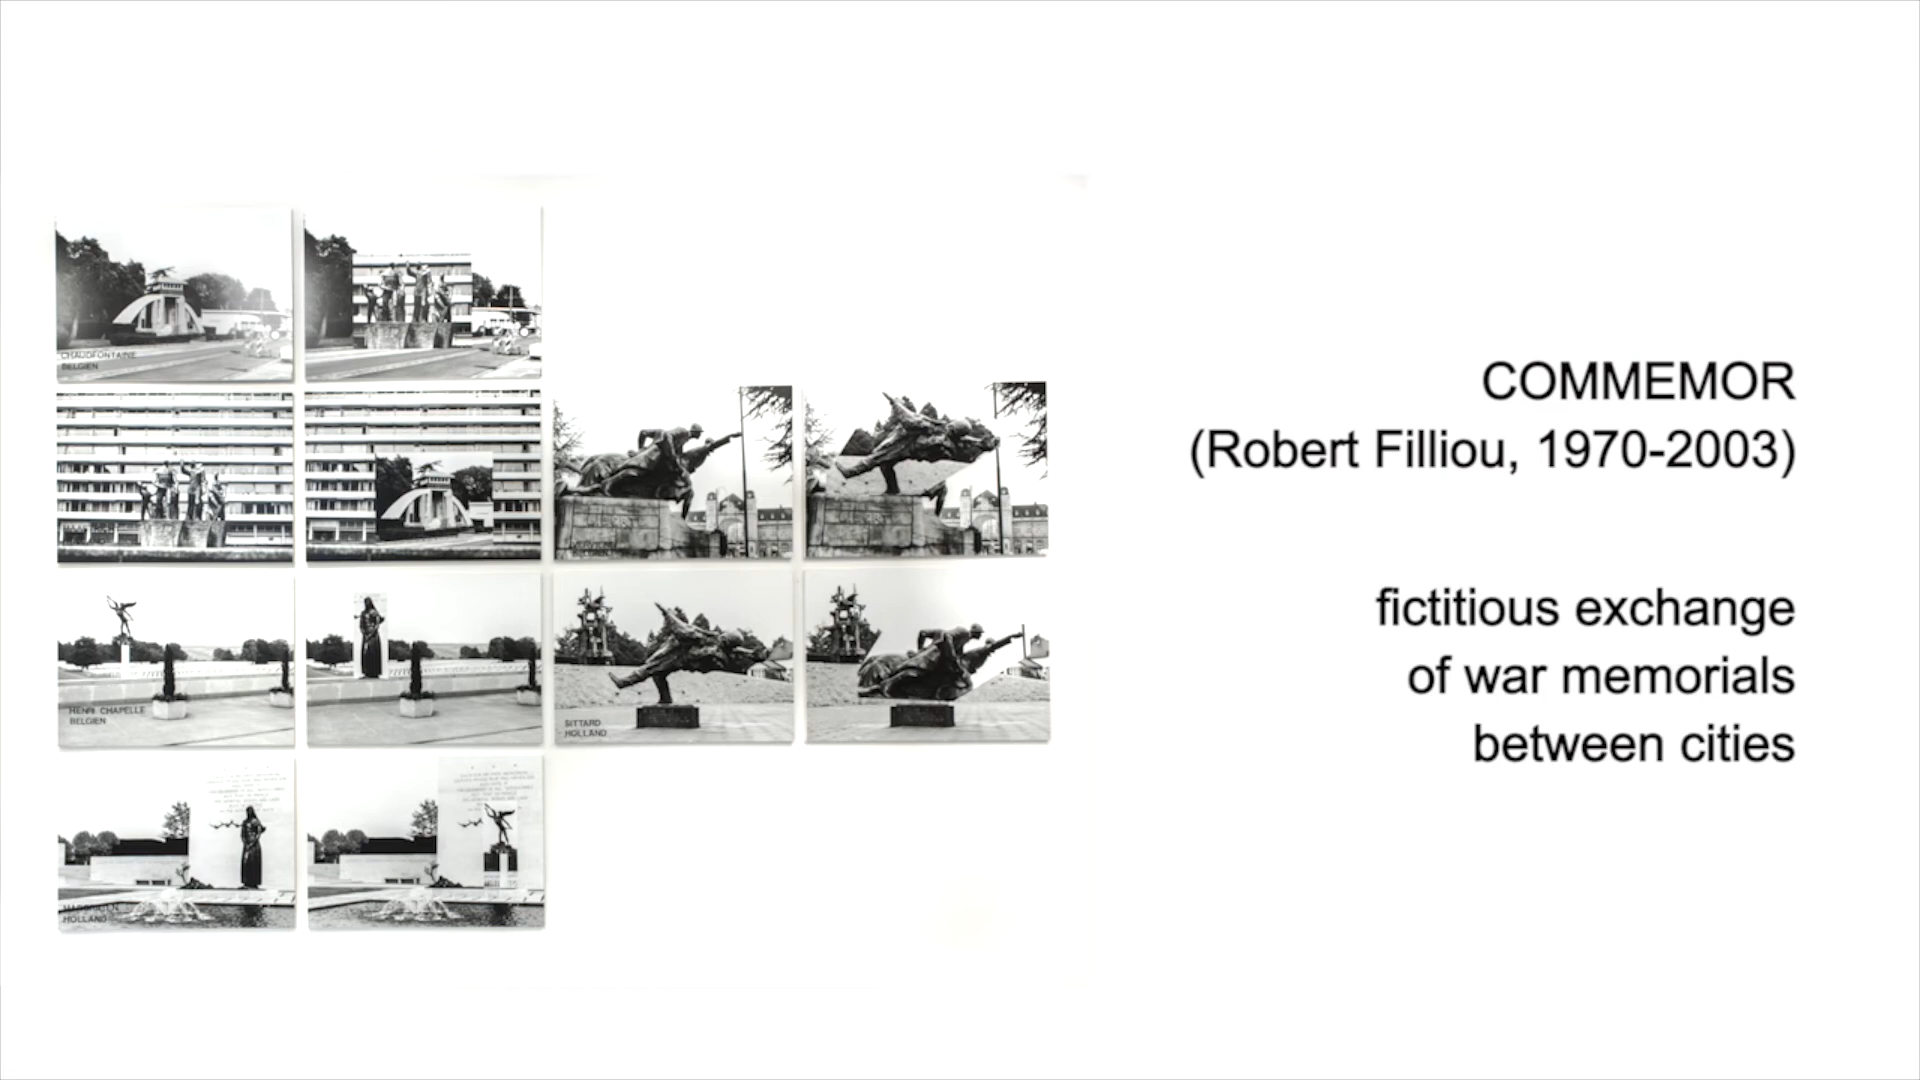 CHAUDFONTAINE
BELGIEN
HENRI CHAPELLE
BELGIEN
SITTARD
HOLLAND
HOLLAND
COMMEMOR
(Robert Filliou, 1970-2003)
fictitious exchange
of war memorials
between cities